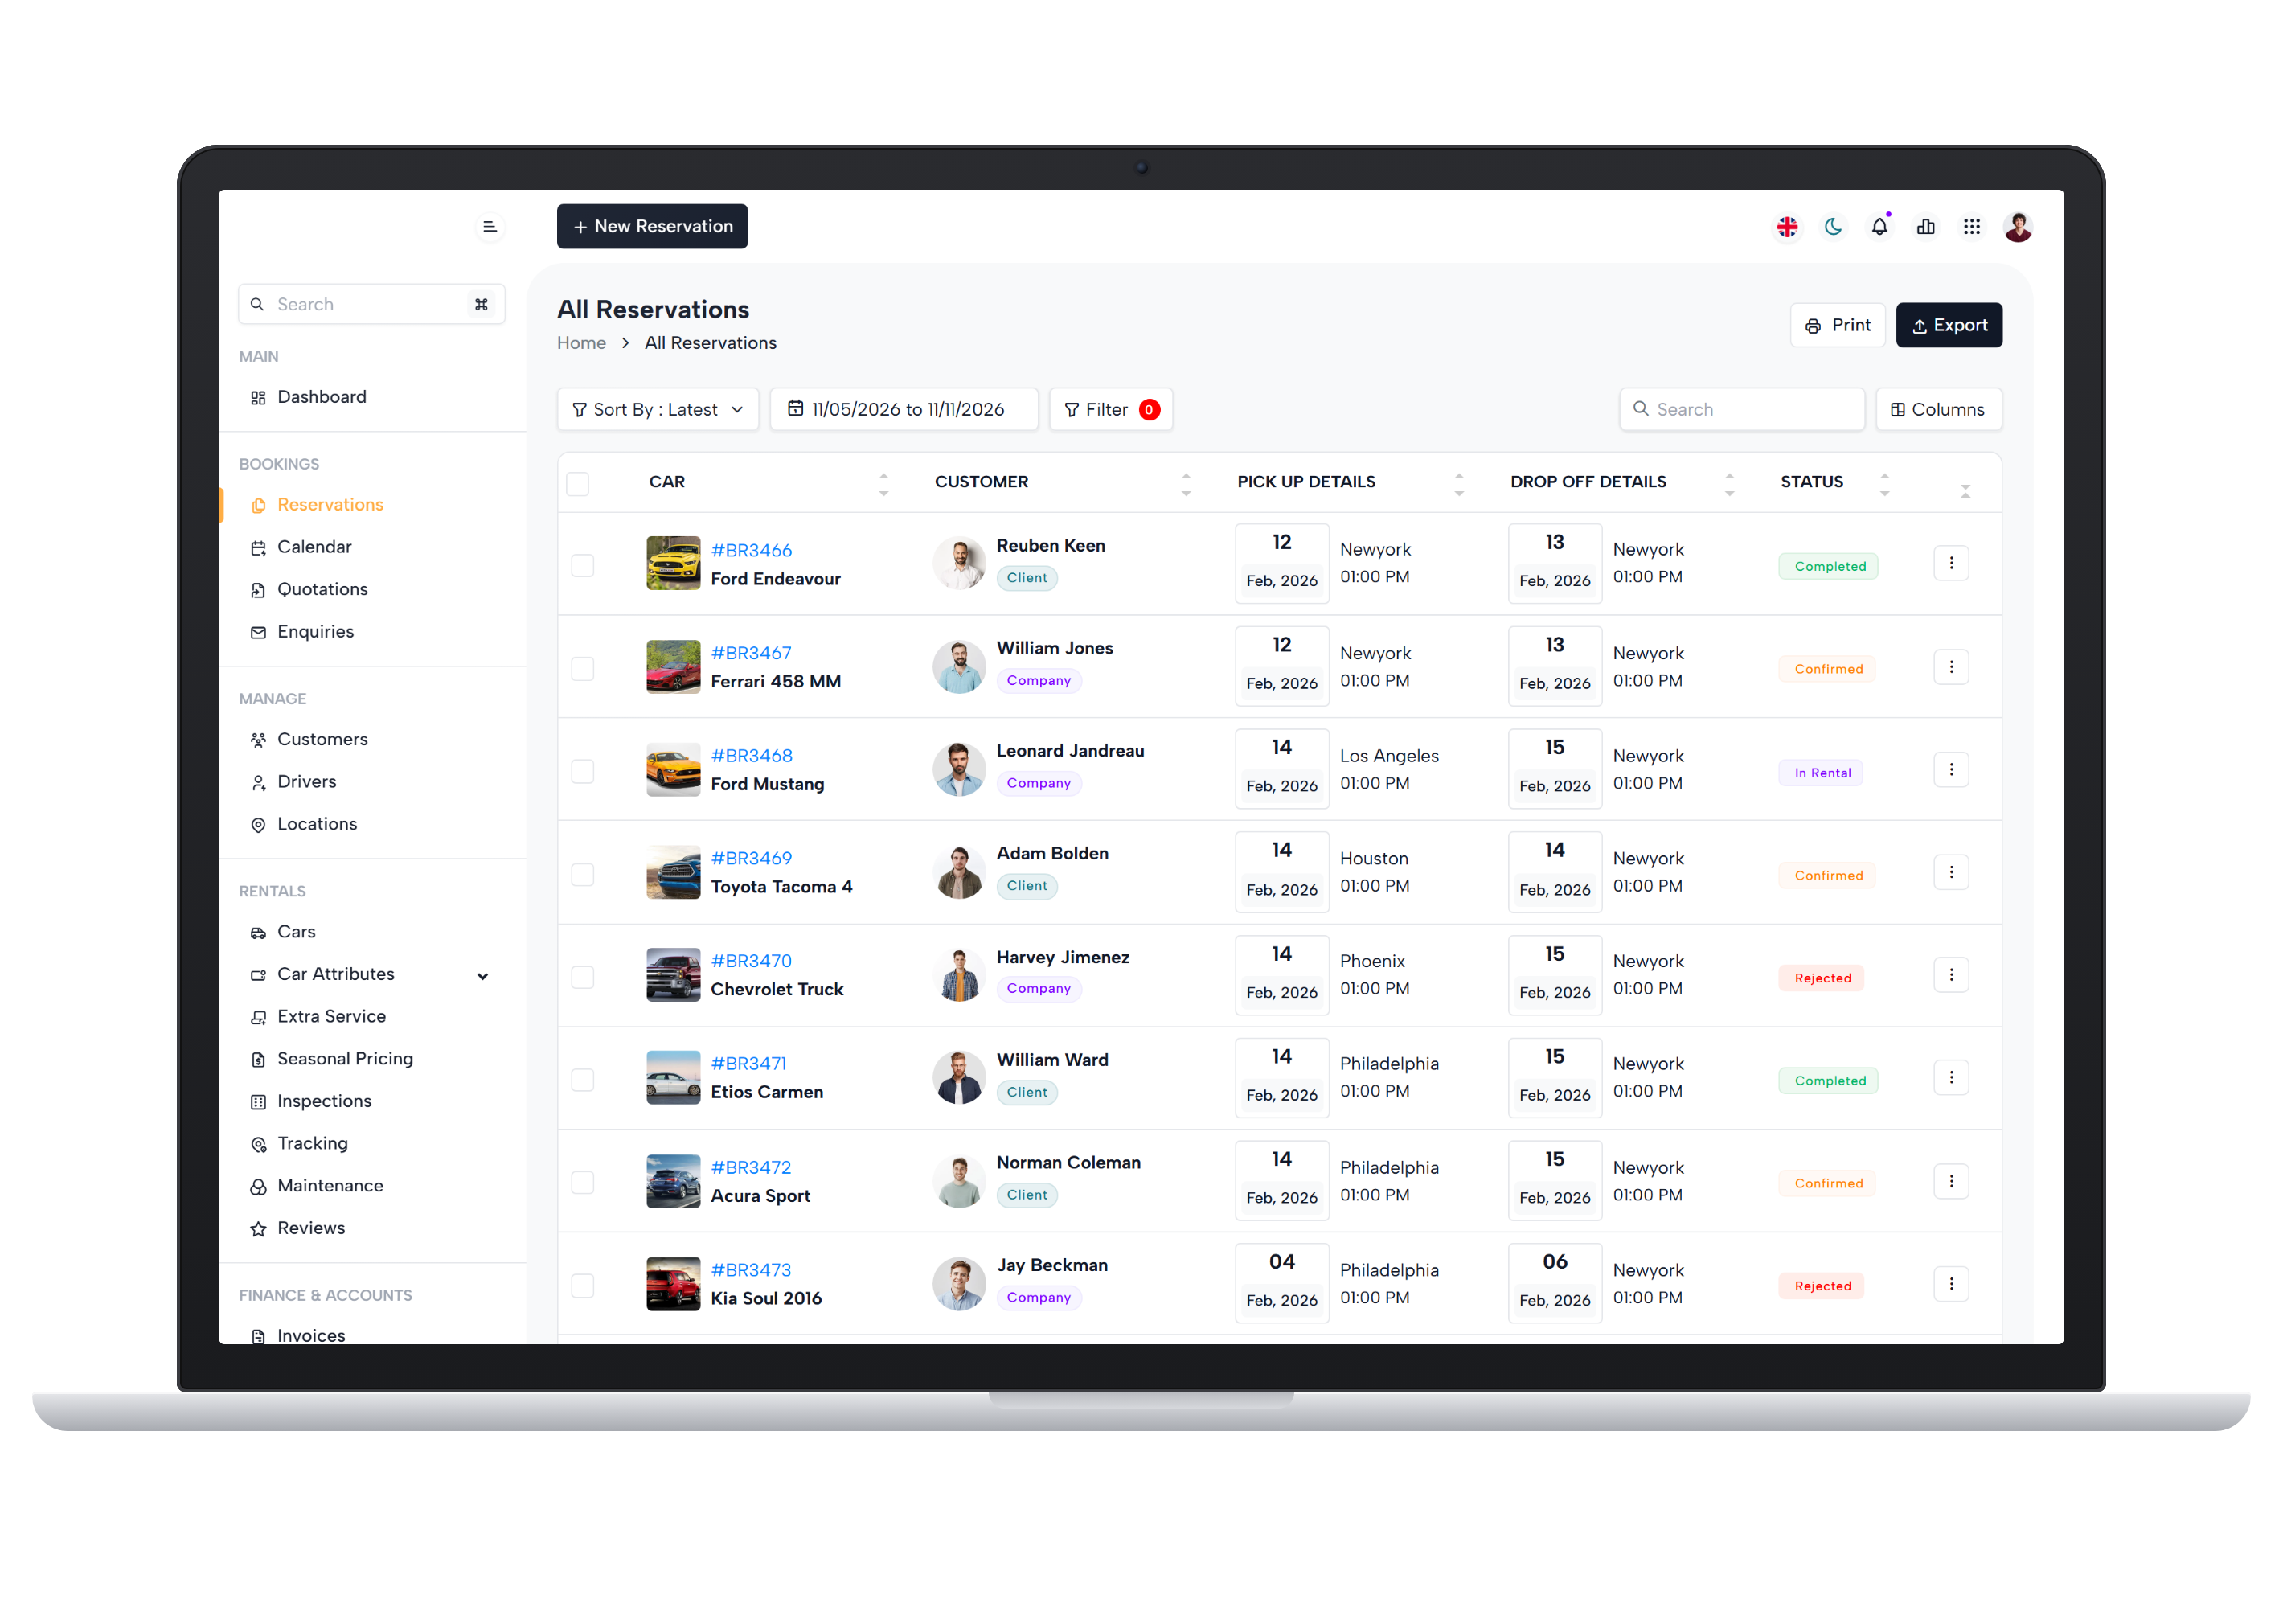 + New Reservation
Search
MAIN
Dashboard
BOOKINGS
Reservations
Calendar
Quotations
Enquiries
MANAGE
Customers
Drivers
Locations
RENTALS
Cars
Car Attributes
Extra Service
Seasonal Pricing
Inspections
Tracking
Maintenance
Reviews
FINANCE & ACCOUNTS
Invoices
All Reservations
Home > All Reservations
Print
Export
Sort By : Latest
11/05/2026 to 11/11/2026
Filter 0
Search
Columns
CAR CUSTOMER PICK UP DETAILS DROP OFF DETAILS STATUS
#BR3466
Ford Endeavour
Reuben Keen
Client
12
Feb, 2026
Newyork
01:00 PM
13
Feb, 2026
Newyork
01:00 PM
Completed
#BR3467
Ferrari 458 MM
William Jones
Company
12
Feb, 2026
Newyork
01:00 PM
13
Feb, 2026
Newyork
01:00 PM
Confirmed
#BR3468
Ford Mustang
Leonard Jandreau
Company
14
Feb, 2026
Los Angeles
01:00 PM
15
Feb, 2026
Newyork
01:00 PM
In Rental
#BR3469
Toyota Tacoma 4
Adam Bolden
Client
14
Feb, 2026
Houston
01:00 PM
14
Feb, 2026
Newyork
01:00 PM
Confirmed
#BR3470
Chevrolet Truck
Harvey Jimenez
Company
14
Feb, 2026
Phoenix
01:00 PM
15
Feb, 2026
Newyork
01:00 PM
Rejected
#BR3471
Etios Carmen
William Ward
Client
14
Feb, 2026
Philadelphia
01:00 PM
15
Feb, 2026
Newyork
01:00 PM
Completed
#BR3472
Acura Sport
Norman Coleman
Client
14
Feb, 2026
Philadelphia
01:00 PM
15
Feb, 2026
Newyork
01:00 PM
Confirmed
#BR3473
Kia Soul 2016
Jay Beckman
Company
04
Feb, 2026
Philadelphia
01:00 PM
06
Feb, 2026
Newyork
01:00 PM
Rejected